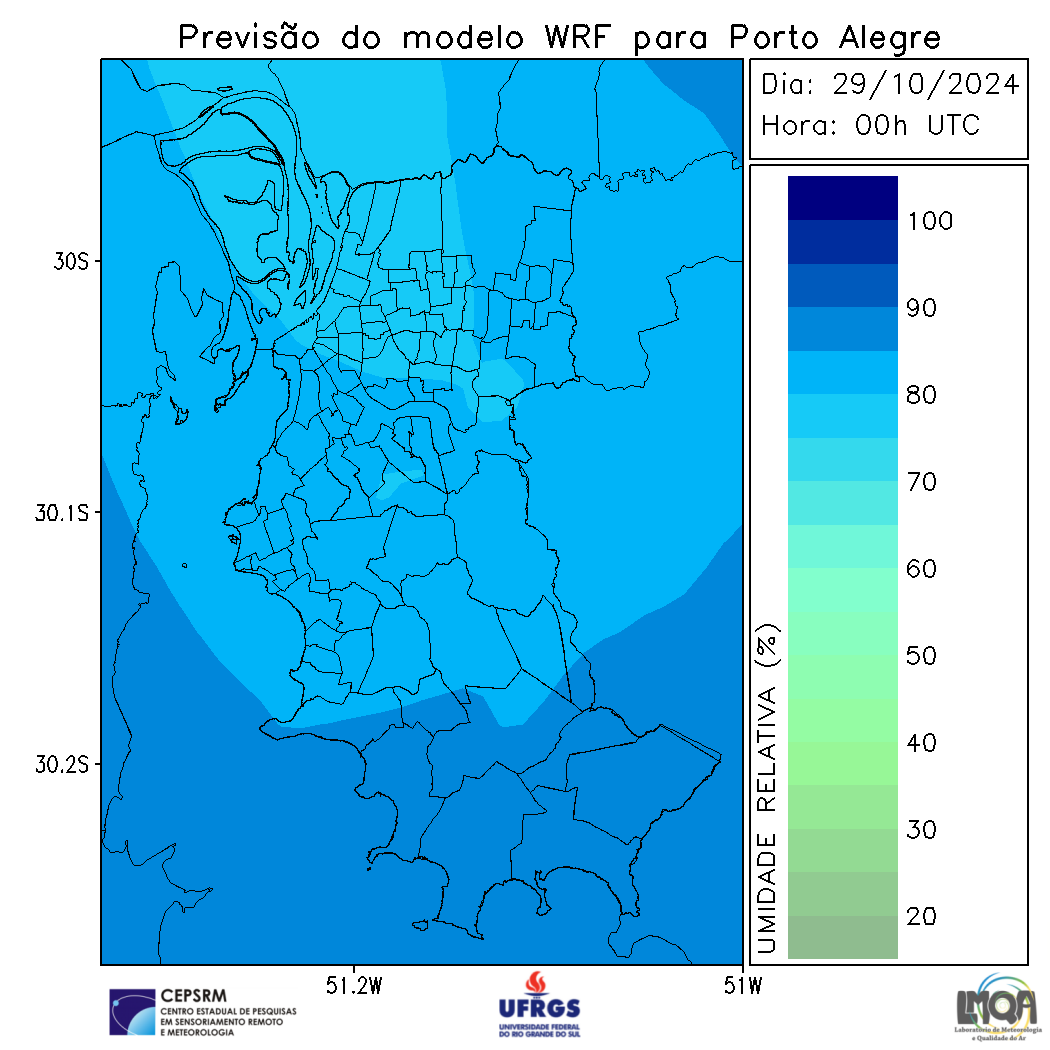 Previsão do modelo WRF para Porto Alegre
Dia: 29/10/2024
Hora: 00h UTC
100
90
80
70
60
50
40
30
20
UMIDADE RELATIVA (%)
30S
30.1S
30.2S
51.2W
51W
CEPSRM
CENTRO ESTADUAL DE PESQUISAS
EM SENSORIAMENTO REMOTO
E METEOROLOGIA
UFRGS
UNIVERSIDADE FEDERAL
DO RIO GRANDE DO SUL
LMQA
Laboratório de Meteorologia
e Qualidade do Ar